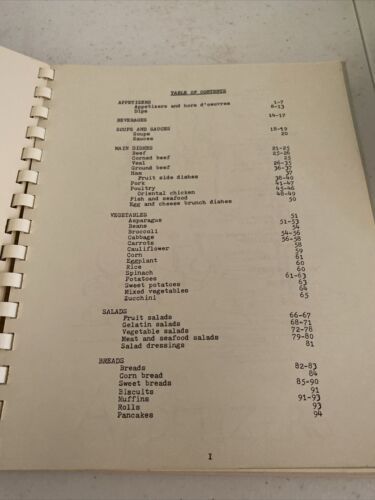 TABLE OF CONTENTS
APPETIZERS
Appetizers and hors d'oeuvres 1-7
Dips 8-13
BEVERAGES 14-17
SOUPS AND SAUCES
Soups 18-19
Sauces 20
MAIN DISHES
Beef 21-25
Corned beef 25-26
Veal 25
Ground beef 26-35
Ham 36-37
Fruit side dishes 37
Pork 38-40
Poultry 41-47
Oriental chicken 45-46
Fish and seafood 48-49
Egg and cheese brunch dishes 50
VEGETABLES
Asparagus 51
Beans 51-53
Broccoli 54
Cabbage 54-56
Carrots 56-58
Cauliflower 58
Corn 59
Eggplant 61
Rice 60
Spinach 60
Potatoes 61-63
Sweet potatoes 63
Mixed vegetables 64
Zucchini 65
SALADS
Fruit salads 66-67
Gelatin salads 68-71
Vegetable salads 72-78
Meat and seafood salads 79-80
Salad dressings 81
BREADS
Breads 82-83
Corn bread 84
Sweet breads 85-90
Biscuits 91
Muffins 91-93
Rolls 93
Pancakes 94
I